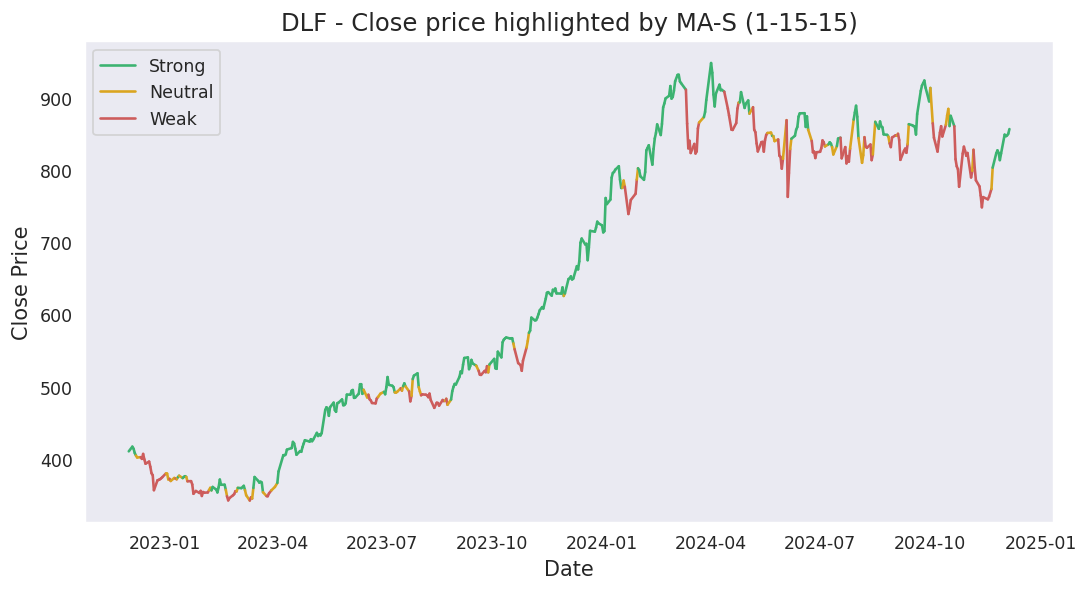 DLF - Close price highlighted by MA-S (1-15-15)
Strong
Neutral
Weak
Close Price
900
800
700
600
500
400
2023-01 2023-04 2023-07 2023-10 2024-01 2024-04 2024-07 2024-10 2025-01
Date